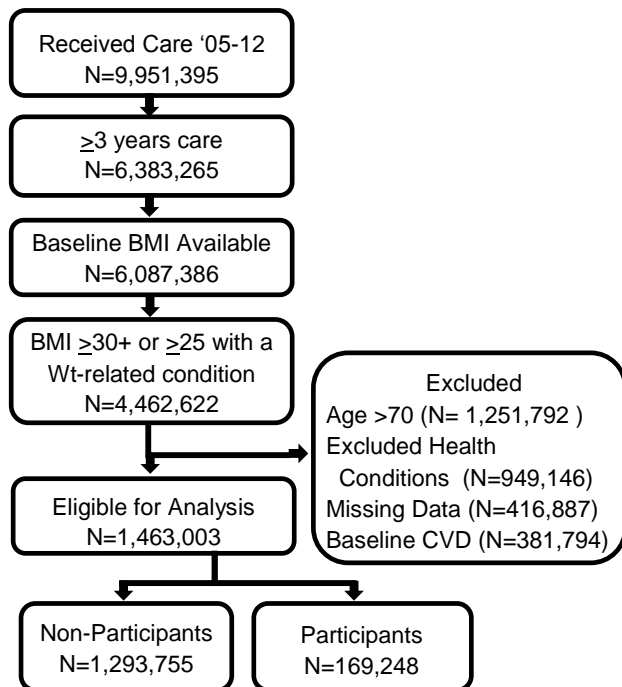 Received Care ‘05-12
N=9,951,395
≥3 years care
N=6,383,265
Baseline BMI Available
N=6,087,386
BMI ≥30+ or ≥25 with a
Wt-related condition
N=4,462,622
Excluded
Age >70 (N= 1,251,792 )
Excluded Health
Conditions (N=949,146)
Missing Data (N=416,887)
Baseline CVD (N=381,794)
Eligible for Analysis
N=1,463,003
Non-Participants
N=1,293,755
Participants
N=169,248